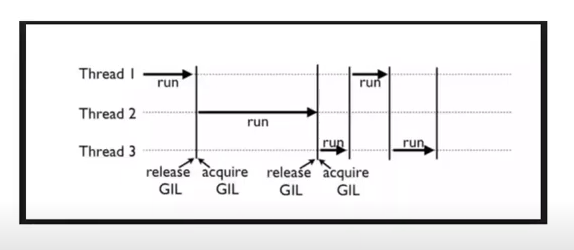 Thread 1
run
run
Thread 2
run
Thread 3
run
run
release acquire release acquire
GIL GIL GIL GIL